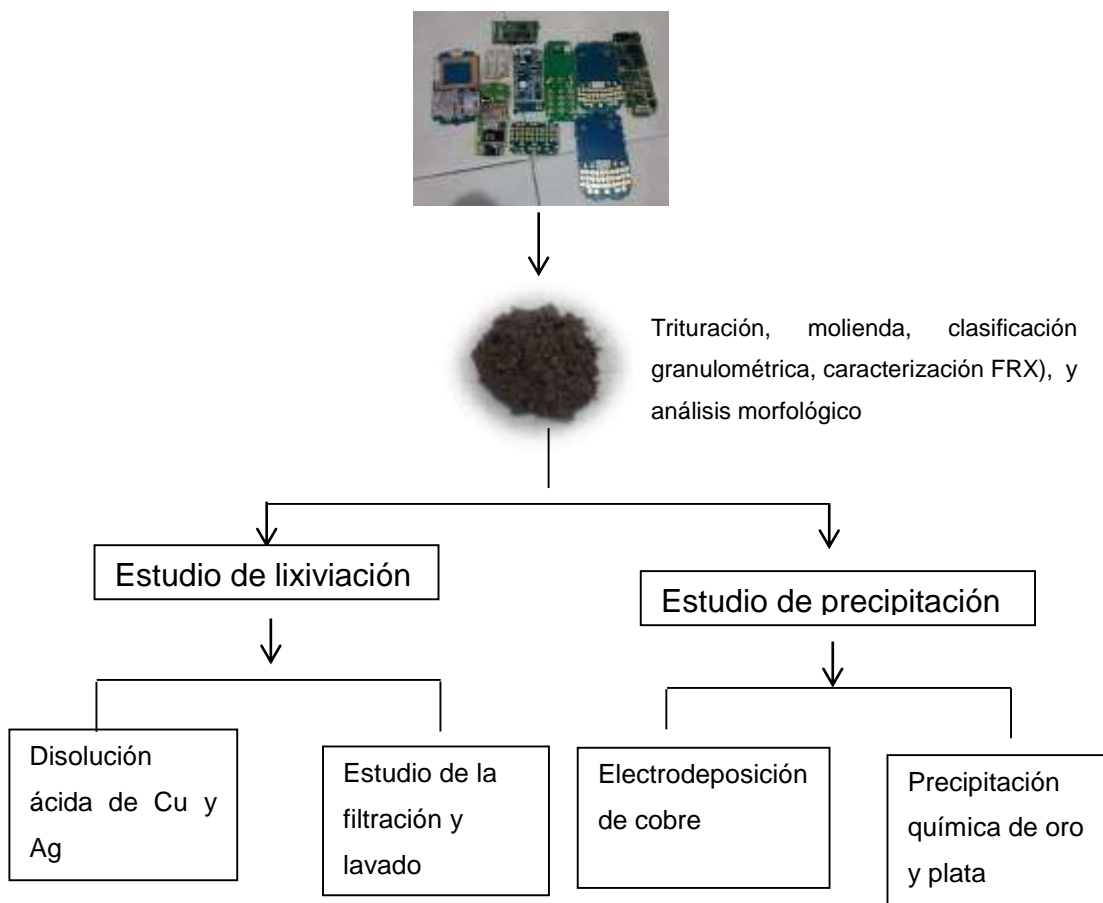 Trituración, molienda, clasificación
granulométrica, caracterización FRX), y
análisis morfológico
Estudio de lixiviación
Estudio de precipitación
Disolución
ácida de Cu y
Ag
Estudio de la
filtración y
lavado
Electrodeposición
de cobre
Precipitación
química de oro
y plata